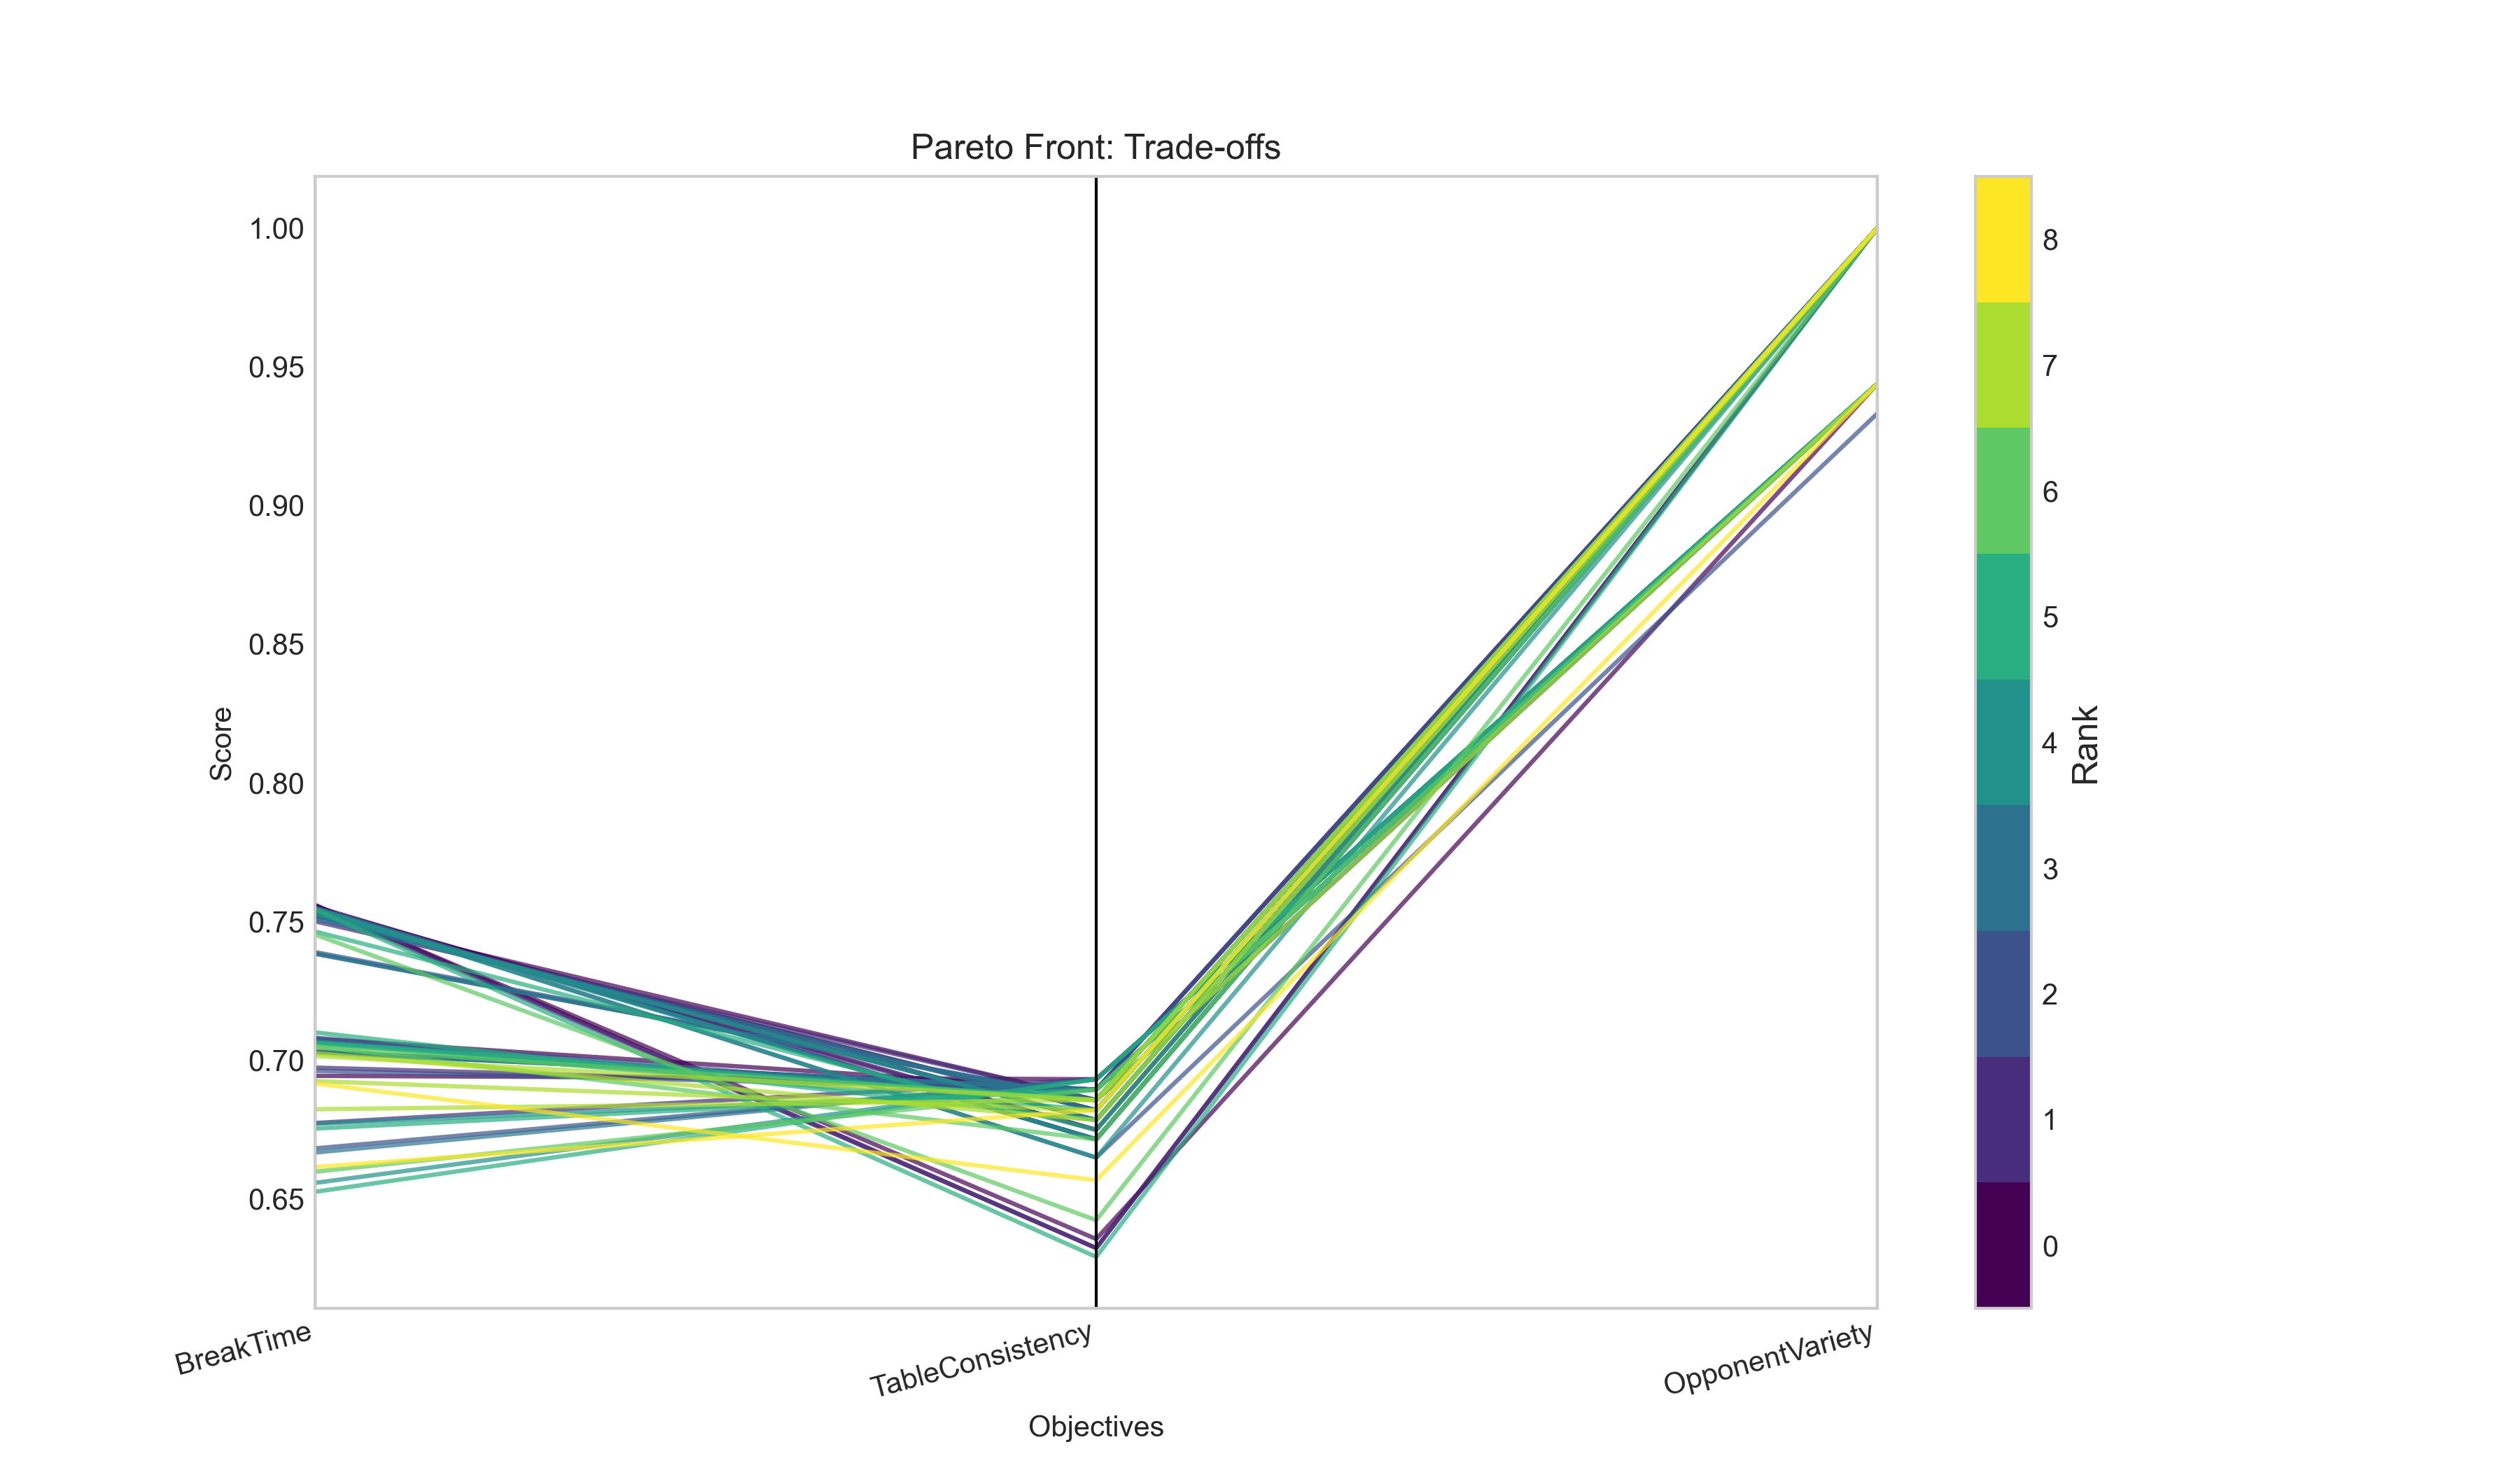 Pareto Front: Trade-offs
Score
1.00
0.95
0.90
0.85
0.80
0.75
0.70
0.65
BreakTime
TableConsistency
OpponentVariety
Objectives
8
7
6
5
4
3
2
1
0
Rank